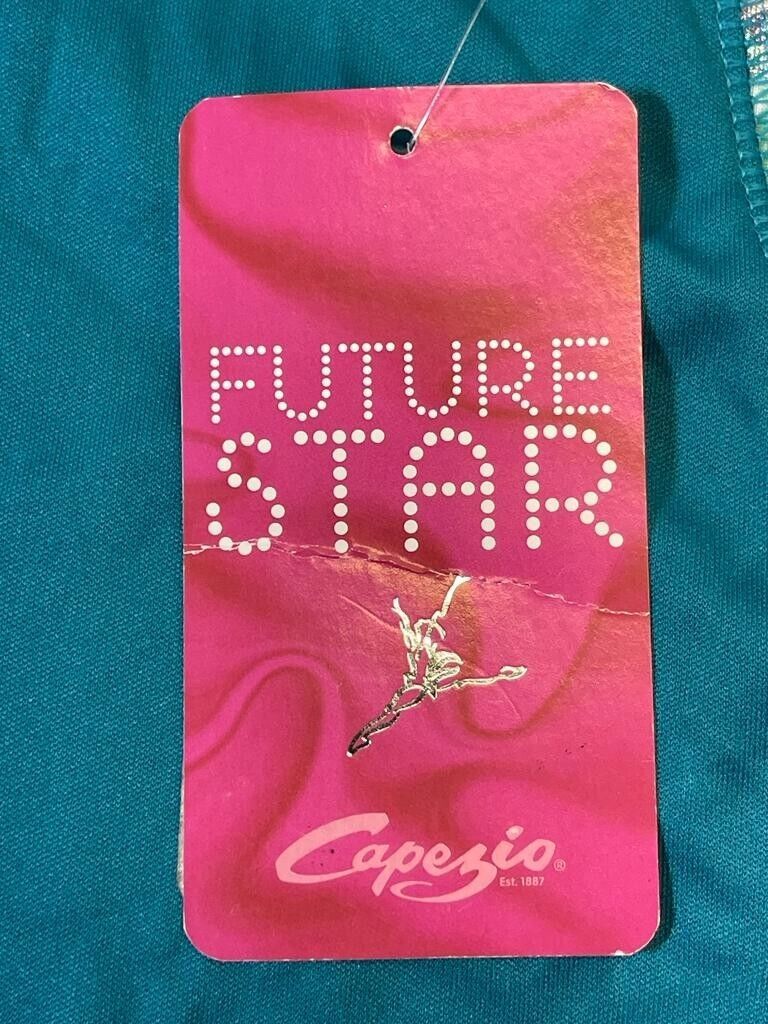 FUTURE
STAR
Capezio®
Est. 1887